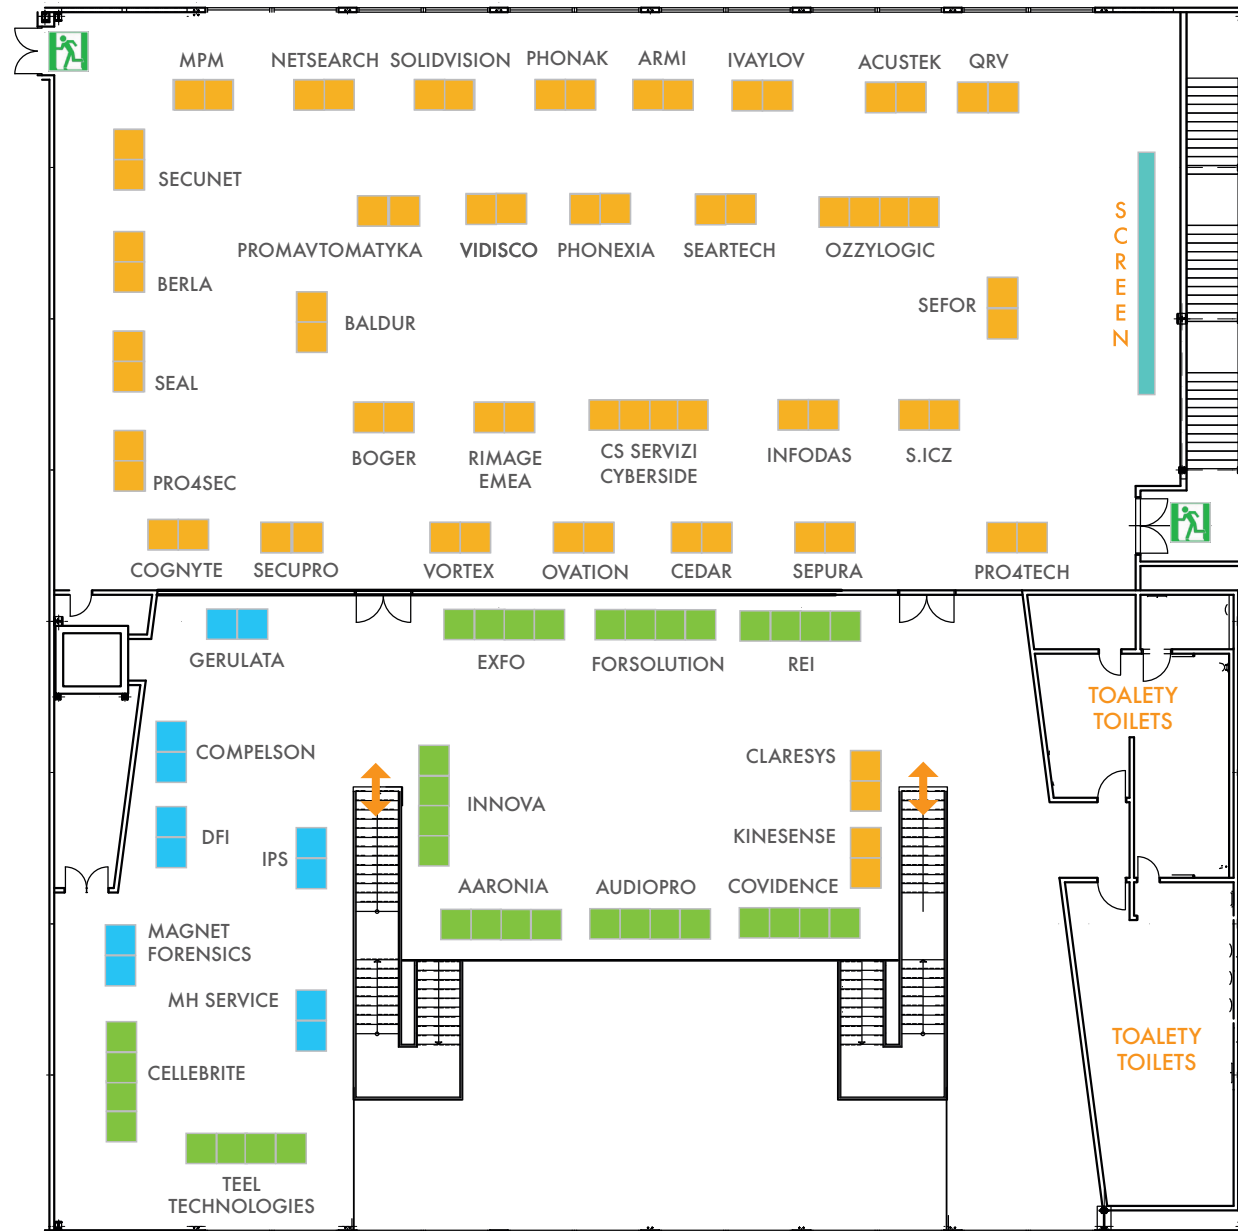 MPM
NETSEARCH
SOLIDVISION
PHONAK
ARMI
IVAYLOV
ACUSTEK
QRV
SECUNET
PROMAVTOMATYKA
VIDISCO
PHONEXIA
SEARTECH
OZZYLOGIC
SCREEN
BERLA
BALDUR
SEFOR
SEAL
BOGER
RIMAGE
EMEA
CS SERVIZI
CYBERSIDE
INFODAS
S.ICZ
PRO4SEC
COGNYTE
SECUPRO
VORTEX
OVATION
CEDAR
SEPURA
PRO4TECH
GERULATA
EXFO
FORSOLUTION
REI
TOALETY
TOILETS
COMPELSON
CLARESYS
INNOVA
DFI
IPS
KINESENSE
AARONIA
AUDIOPRO
COVIDENCE
MAGNET
FORENSICS
MH SERVICE
TOALETY
TOILETS
CELLEBRITE
TEEL
TECHNOLOGIES